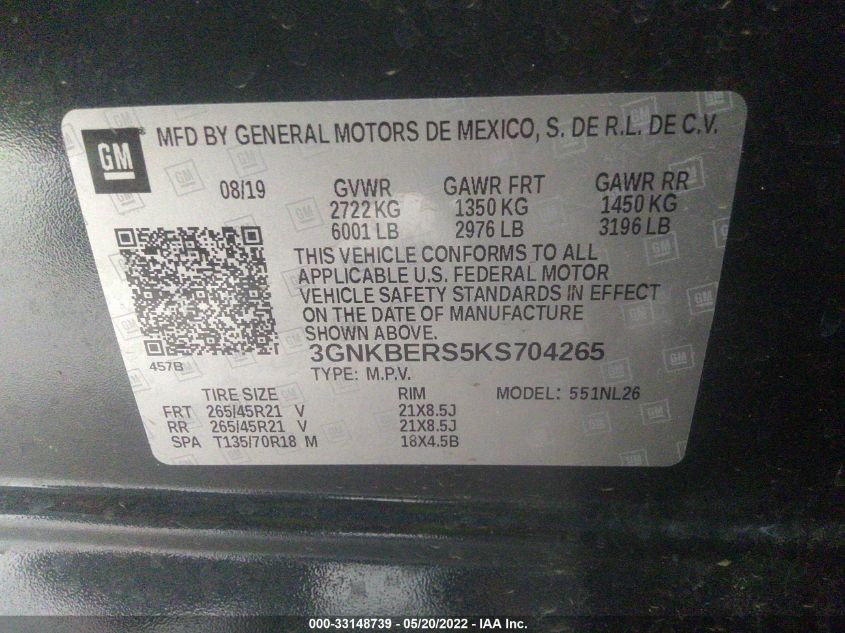 GM
MFD BY GENERAL MOTORS DE MEXICO, S. DE R.L. DE C.V.
08/19 GVWR GAWR FRT GAWR RR
2722 KG 1350 KG 1450 KG
6001 LB 2976 LB 3196 LB
THIS VEHICLE CONFORMS TO ALL
APPLICABLE U.S. FEDERAL MOTOR
VEHICLE SAFETY STANDARDS IN EFFECT
ON THE DATE OF MANUFACTURE
SHOWN ABOVE.
3GNKBERS5KS704265
457B
TYPE: M.P.V.
TIRE SIZE RIM MODEL: 551NL26
FRT 265/45R21 V 21X8.5J
RR 265/45R21 V 21X8.5J
SPA T135/70R18 M 18X4.5B
000-33148739 - 05/20/2022 - IAA Inc.